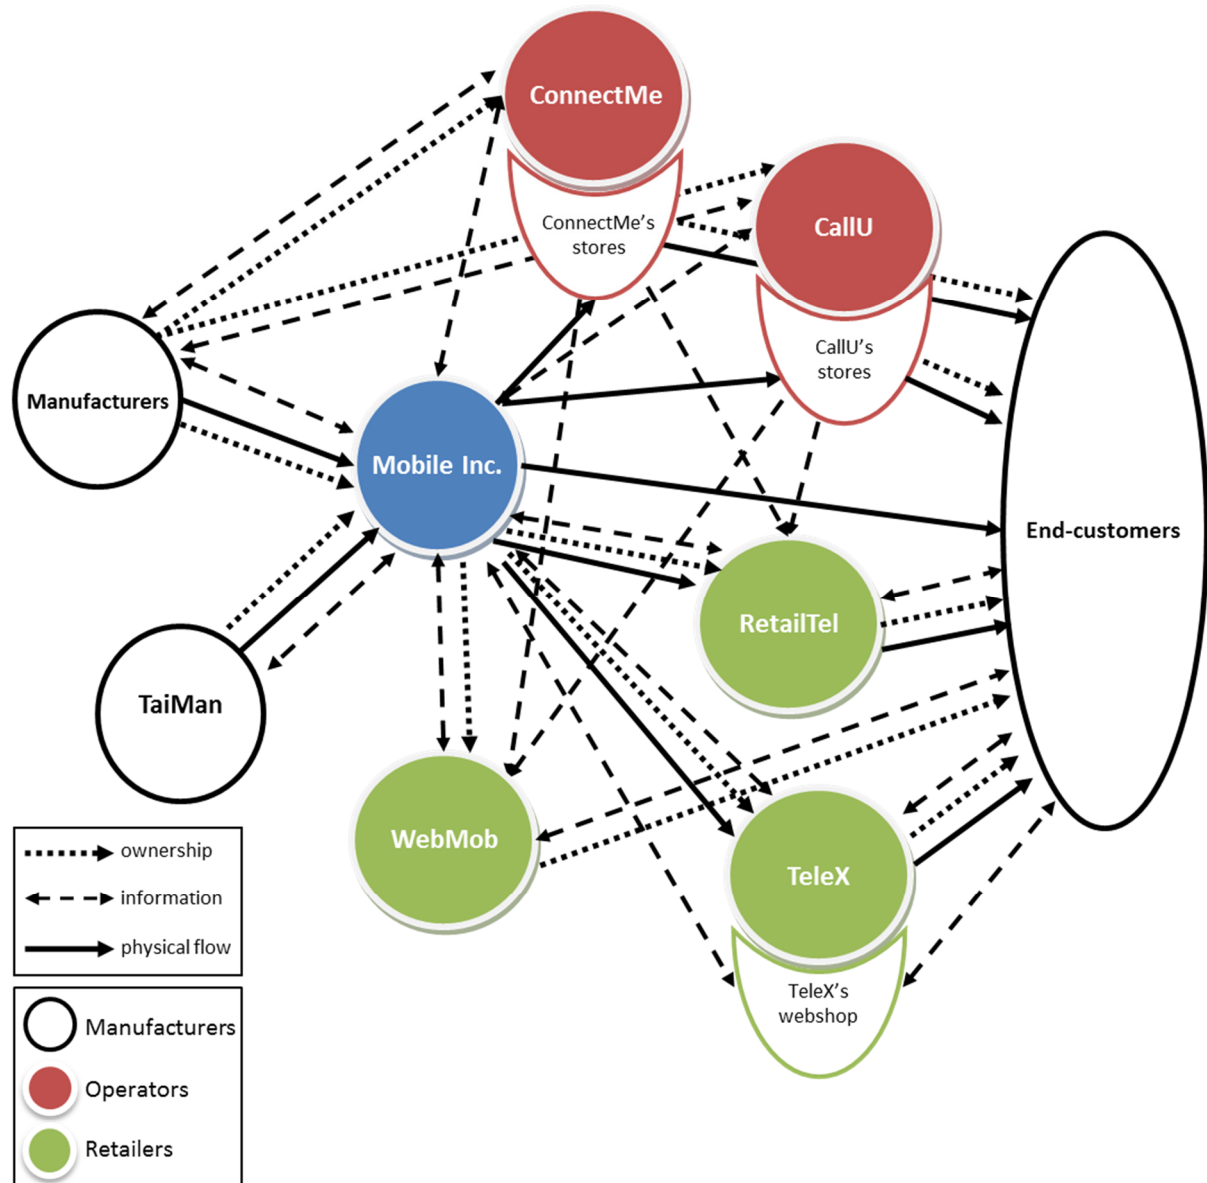 ConnectMe
ConnectMe's
stores
CallU
CallU's
stores
Manufacturers
Mobile Inc.
End-customers
RetailTel
TaiMan
WebMob
TeleX
TeleX's
webshop
ownership
information
physical flow
Manufacturers
Operators
Retailers